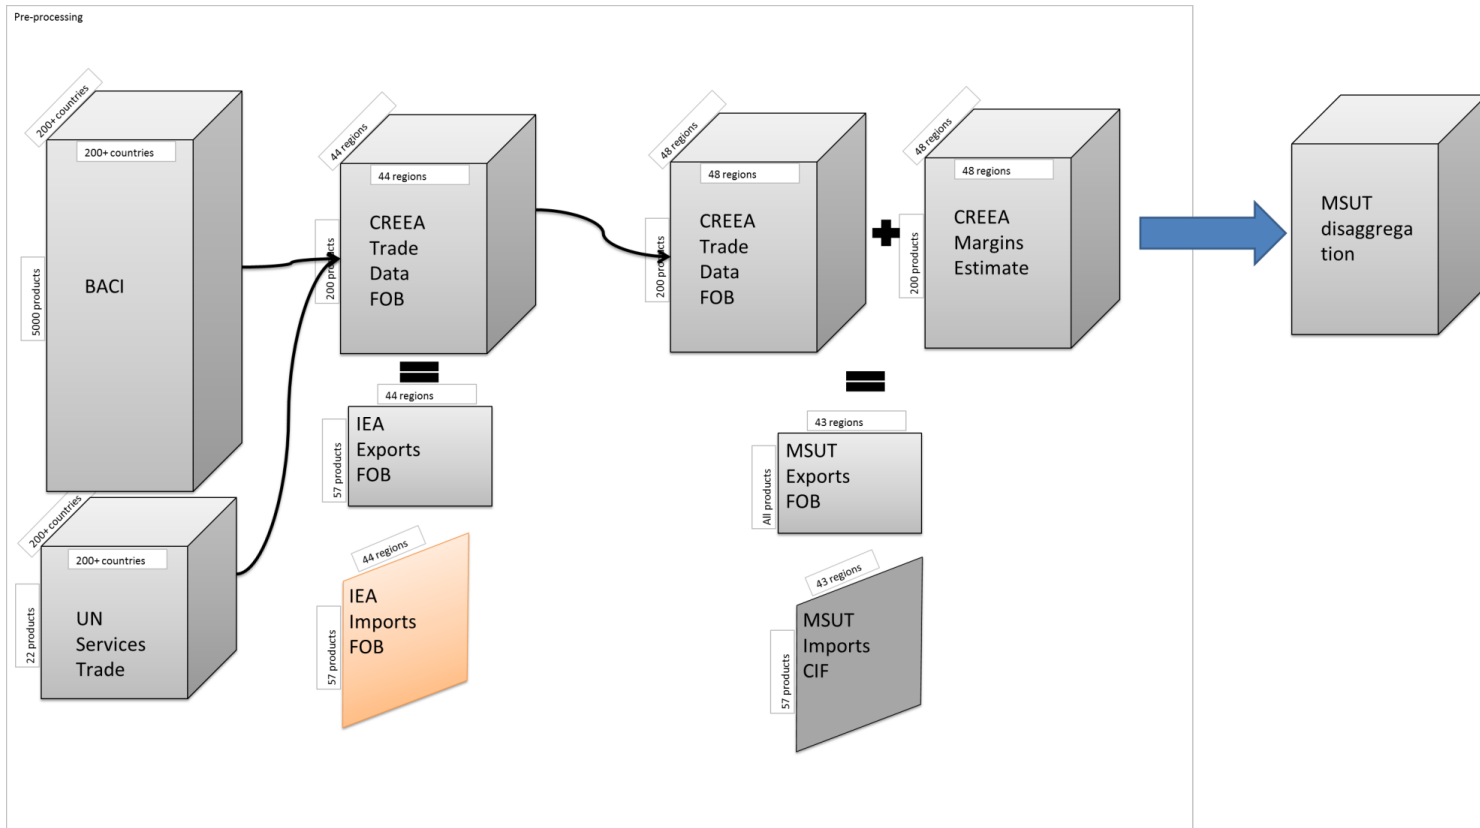 Pre-processing
200+ countries
200+ countries
5000 products
BACI
200+ countries
200+ countries
22 products
UN
Services
Trade
44 regions
44 regions
200 products
CREEA
Trade
Data
FOB
44 regions
57 products
IEA
Exports
FOB
44 regions
57 products
IEA
Imports
FOB
48 regions
48 regions
200 products
CREEA
Trade
Data
FOB
48 regions
48 regions
200 products
CREEA
Margins
Estimate
43 regions
All products
MSUT
Exports
FOB
43 regions
57 products
MSUT
Imports
CIF
MSUT
disaggrega
tion